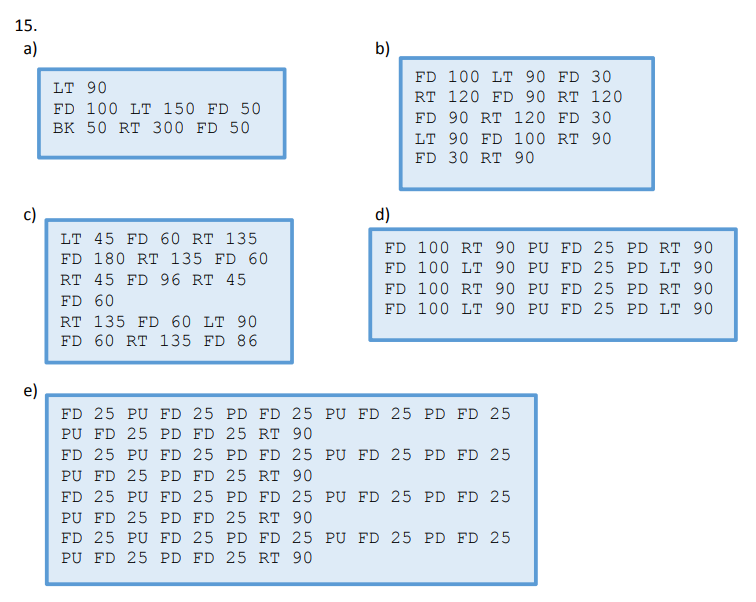 15.
a)
LT 90
FD 100 LT 150 FD 50
BK 50 RT 300 FD 50
b)
FD 100 LT 90 FD 30
RT 120 FD 90 RT 120
FD 90 RT 120 FD 30
LT 90 FD 100 RT 90
FD 30 RT 90
c)
LT 45 FD 60 RT 135
FD 180 RT 135 FD 60
RT 45 FD 96 RT 45
FD 60
RT 135 FD 60 LT 90
FD 60 RT 135 FD 86
d)
FD 100 RT 90 PU FD 25 PD RT 90
FD 100 LT 90 PU FD 25 PD LT 90
FD 100 RT 90 PU FD 25 PD RT 90
FD 100 LT 90 PU FD 25 PD LT 90
e)
FD 25 PU FD 25 PD FD 25 PU FD 25 PD FD 25
PU FD 25 PD FD 25 RT 90
FD 25 PU FD 25 PD FD 25 PU FD 25 PD FD 25
PU FD 25 PD FD 25 RT 90
FD 25 PU FD 25 PD FD 25 PU FD 25 PD FD 25
PU FD 25 PD FD 25 RT 90
FD 25 PU FD 25 PD FD 25 PU FD 25 PD FD 25
PU FD 25 PD FD 25 RT 90